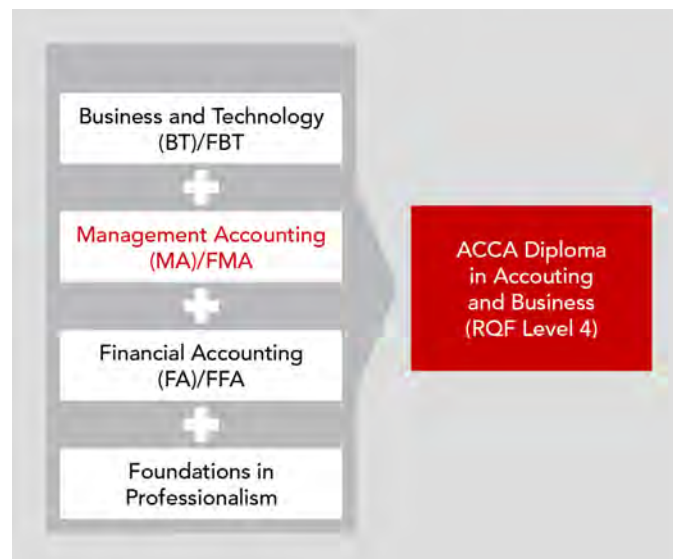 Business and Technology
(BT)/FBT
Management Accounting
(MA)/FMA
Financial Accounting
(FA)/FFA
Foundations in
Professionalism
ACCA Diploma
in Accouting
and Business
(RQF Level 4)